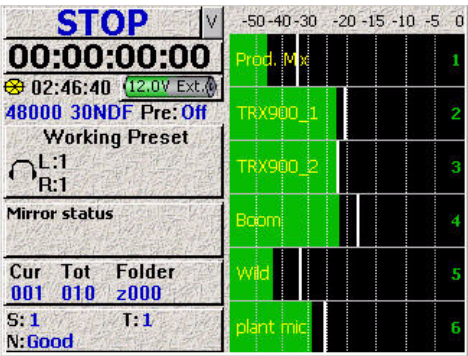 STOP V
00:00:00:00
02:46:40 12.0V Ext.
48000 30NDF Pre: Off
Working Preset
L:1
R:1
Mirror status
Cur Tot Folder
001 010 z000
S: 1 T: 1
N: Good
-50 -40 -30 -20 -15 -10 -5 0
Prod. Mix 1
TRX900_1 2
TRX900_2 3
Boom 4
Wild 5
plant mic 6